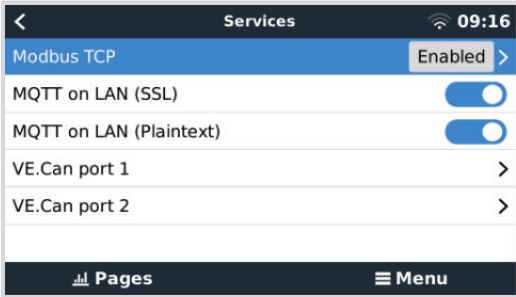 Services 09:16
Modbus TCP Enabled
MQTT on LAN (SSL)
MQTT on LAN (Plaintext)
VE.Can port 1
VE.Can port 2
Pages Menu